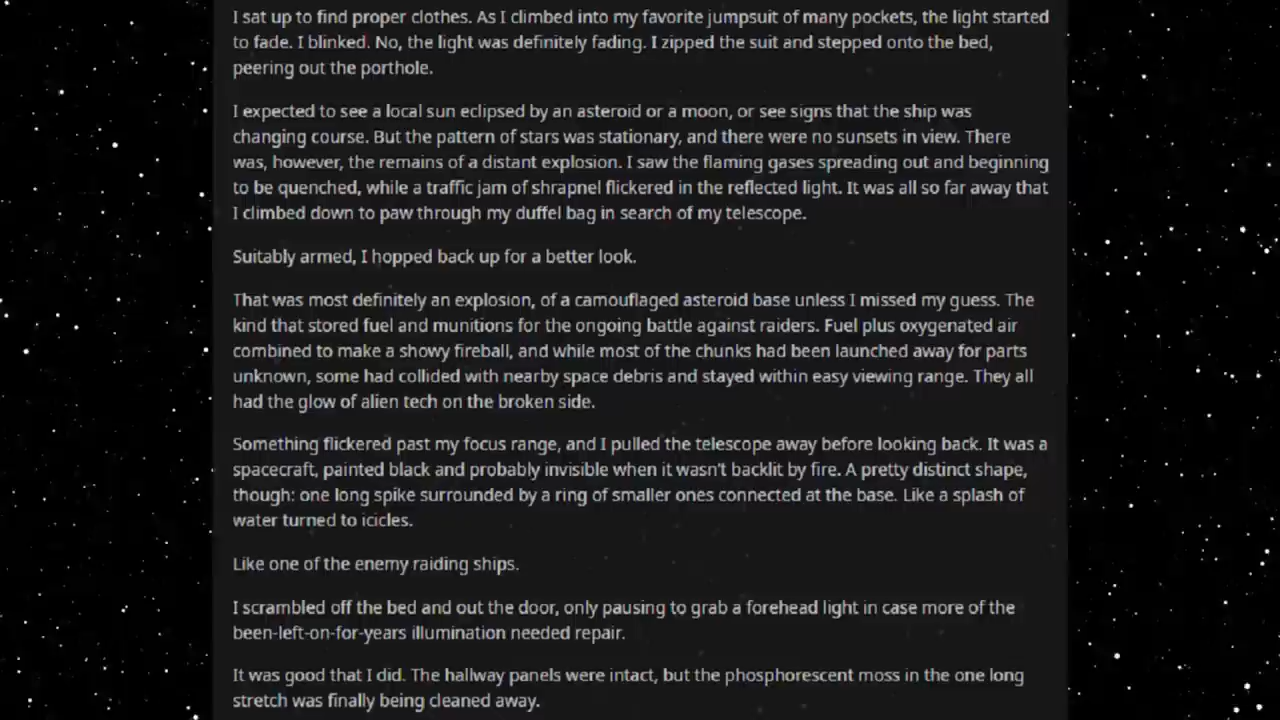 I sat up to find proper clothes. As I climbed into my favorite jumpsuit of many pockets, the light started
to fade. I blinked. No, the light was definitely fading. I zipped the suit and stepped onto the bed,
peering out the porthole.
I expected to see a local sun eclipsed by an asteroid or a moon, or see signs that the ship was
changing course. But the pattern of stars was stationary, and there were no sunsets in view. There
was, however, the remains of a distant explosion. I saw the flaming gases spreading out and beginning
to be quenched, while a traffic jam of shrapnel flickered in the reflected light. It was all so far away that
I climbed down to paw through my duffel bag in search of my telescope.
Suitably armed, I hopped back up for a better look.
That was most definitely an explosion, of a camouflaged asteroid base unless I missed my guess. The
kind that stored fuel and munitions for the ongoing battle against raiders. Fuel plus oxygenated air
combined to make a showy fireball, and while most of the chunks had been launched away for parts
unknown, some had collided with nearby space debris and stayed within easy viewing range. They all
had the glow of alien tech on the broken side.
Something flickered past my focus range, and I pulled the telescope away before looking back. It was a
spacecraft, painted black and probably invisible when it wasn't backlit by fire. A pretty distinct shape,
though: one long spike surrounded by a ring of smaller ones connected at the base. Like a splash of
water turned to icicles.
Like one of the enemy raiding ships.
I scrambled off the bed and out the door, only pausing to grab a forehead light in case more of the
been-left-on-for-years illumination needed repair.
It was good that I did. The hallway panels were intact, but the phosphorescent moss in the one long
stretch was finally being cleaned away.